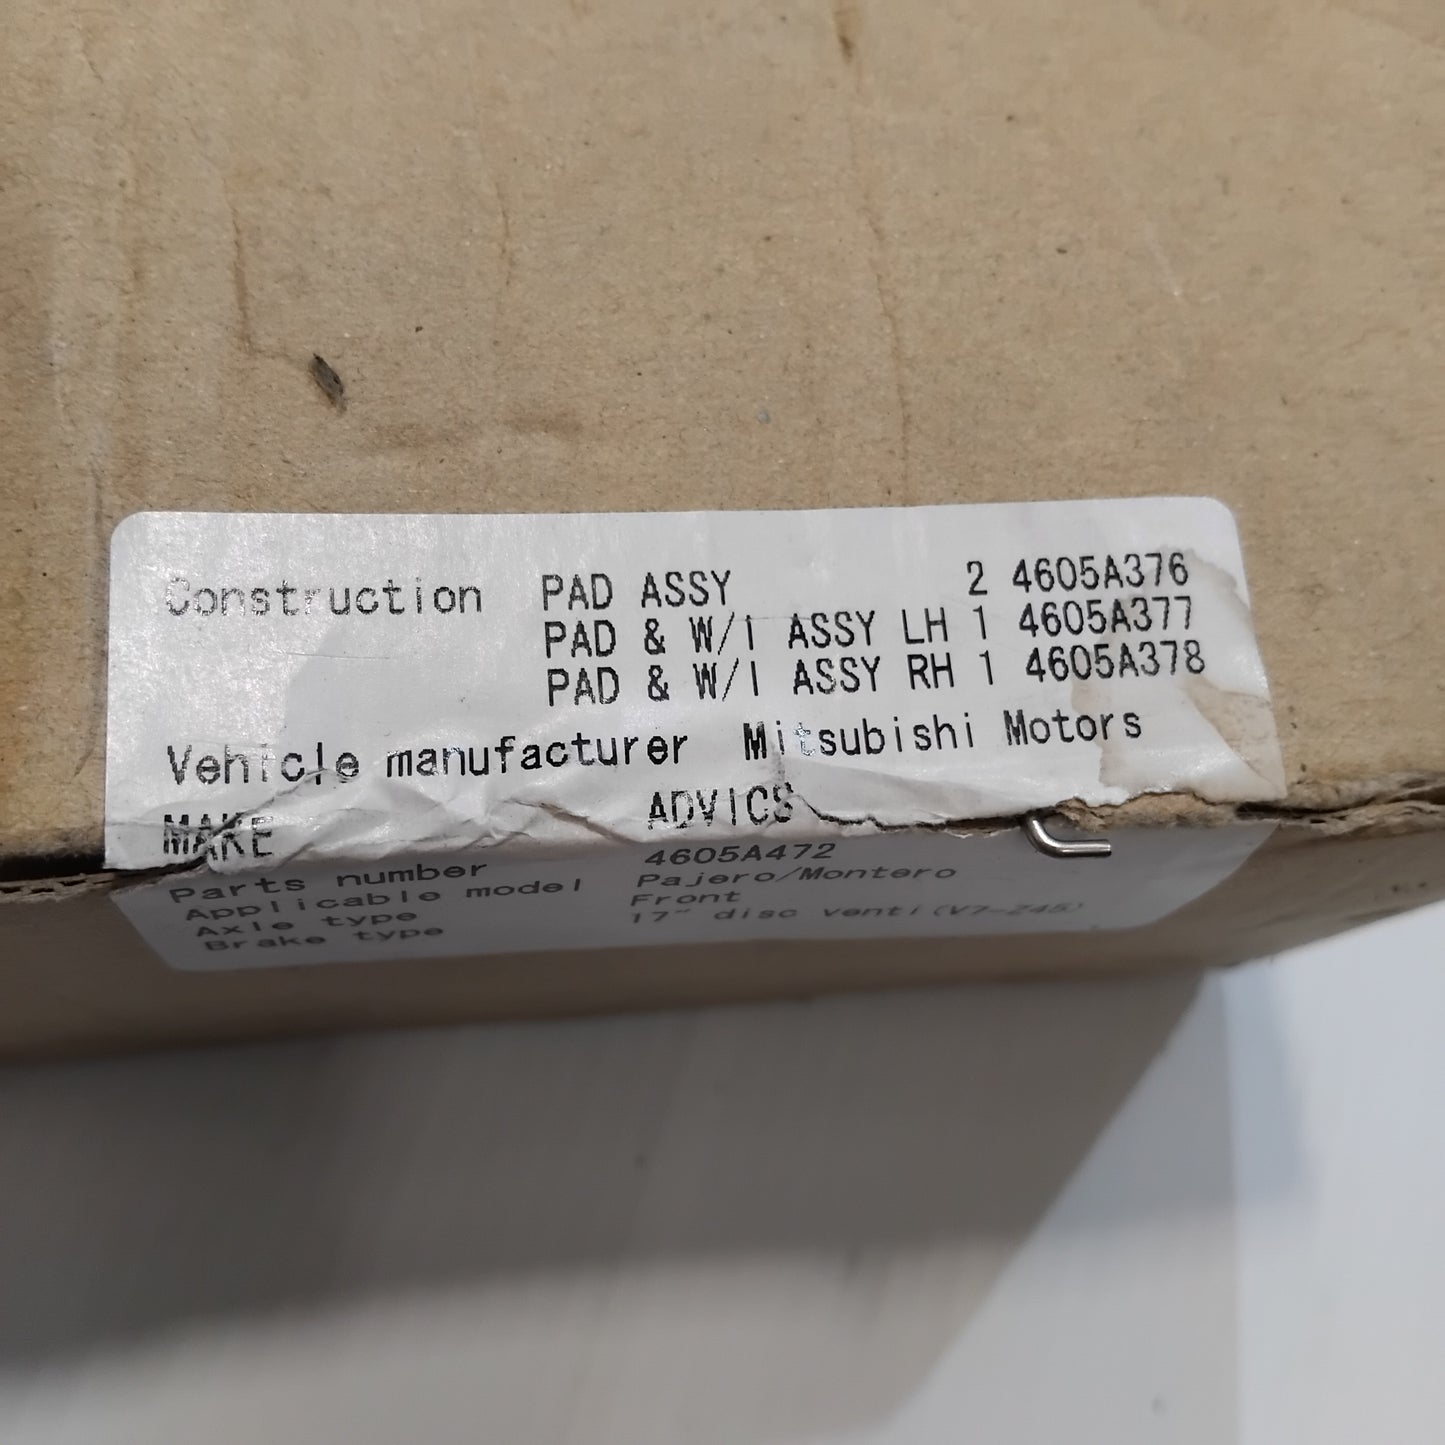 Construction PAD ASSY 2 4605A376
PAD & W/I ASSY LH 1 4605A377
PAD & W/I ASSY RH 1 4605A378
Vehicle manufacturer Mitsubishi Motors
MAKE ADVICS
Parts number 4605A472
Applicable model Pajero/Montero
Axle type Front
Brake type 17" disc venti(V7-Z45)